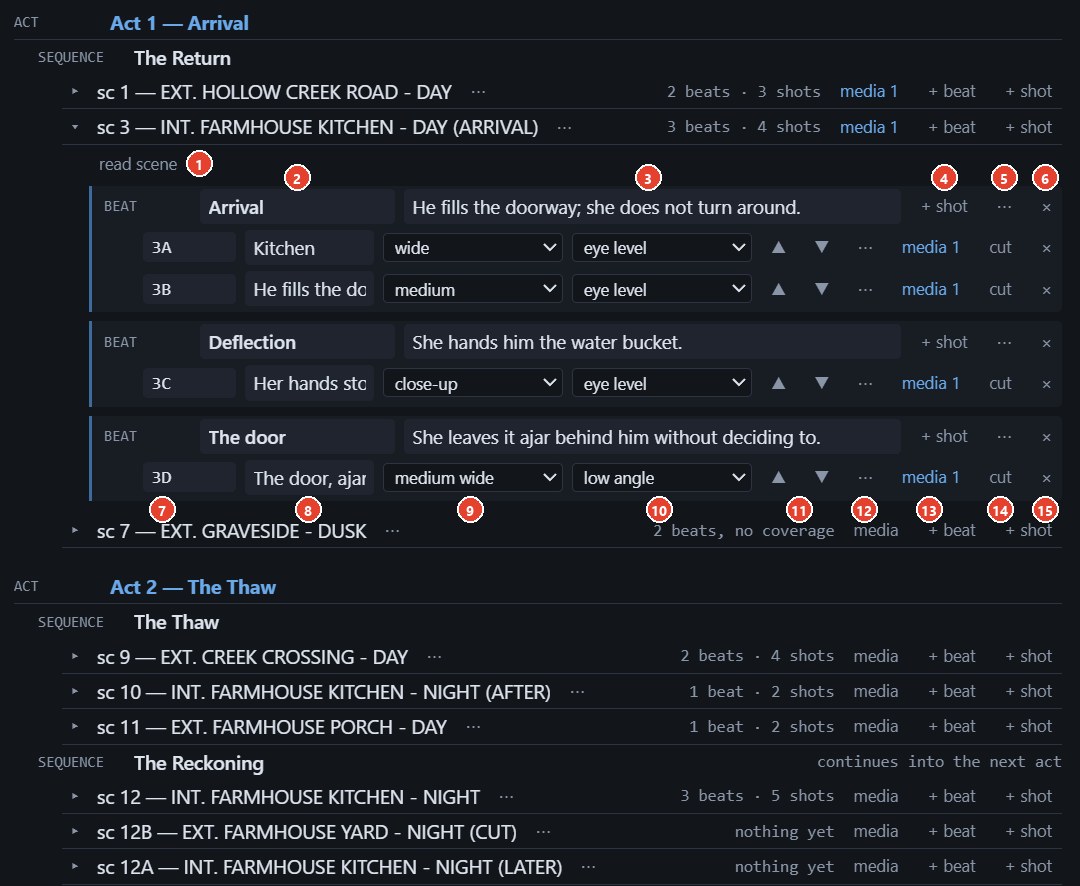 ACT Act 1 — Arrival
SEQUENCE The Return
▸ sc 1 — EXT. HOLLOW CREEK ROAD - DAY ··· 2 beats · 3 shots media 1 + beat + shot
▾ sc 3 — INT. FARMHOUSE KITCHEN - DAY (ARRIVAL) ··· 3 beats · 4 shots media 1 + beat + shot
read scene 1
2 3 4 5 6
BEAT Arrival He fills the doorway; she does not turn around. + shot ··· ×
3A Kitchen wide eye level ▲ ▼ ··· media 1 cut ×
3B He fills the do medium eye level ▲ ▼ ··· media 1 cut ×
BEAT Deflection She hands him the water bucket. + shot ··· ×
3C Her hands sto close-up eye level ▲ ▼ ··· media 1 cut ×
BEAT The door She leaves it ajar behind him without deciding to. + shot ··· ×
3D The door, ajar medium wide low angle ▲ ▼ ··· media 1 cut ×
7 8 9 10 11 12 13 14 15
▸ sc 7 — EXT. GRAVESIDE - DUSK ··· 2 beats, no coverage media + beat + shot
ACT Act 2 — The Thaw
SEQUENCE The Thaw
▸ sc 9 — EXT. CREEK CROSSING - DAY ··· 2 beats · 4 shots media + beat + shot
▸ sc 10 — INT. FARMHOUSE KITCHEN - NIGHT (AFTER) ··· 1 beat · 2 shots media + beat + shot
▸ sc 11 — EXT. FARMHOUSE PORCH - DAY ··· 1 beat · 2 shots media + beat + shot
SEQUENCE The Reckoning continues into the next act
▸ sc 12 — INT. FARMHOUSE KITCHEN - NIGHT ··· 3 beats · 5 shots media + beat + shot
▸ sc 12B — EXT. FARMHOUSE YARD - NIGHT (CUT) ··· nothing yet media + beat + shot
▸ sc 12A — INT. FARMHOUSE KITCHEN - NIGHT (LATER) ··· nothing yet media + beat + shot